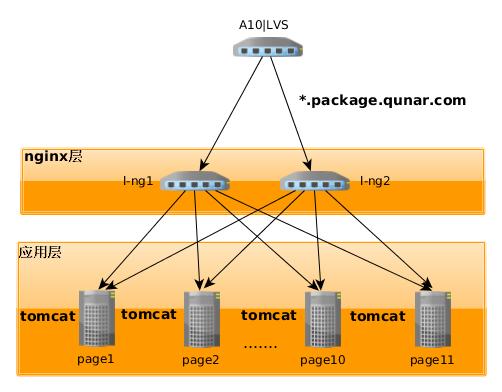 A10|LVS
*.package.qunar.com
nginx层
l-ng1
l-ng2
应用层
tomcat
tomcat
tomcat
tomcat
page1
page2
.......
page10
page11